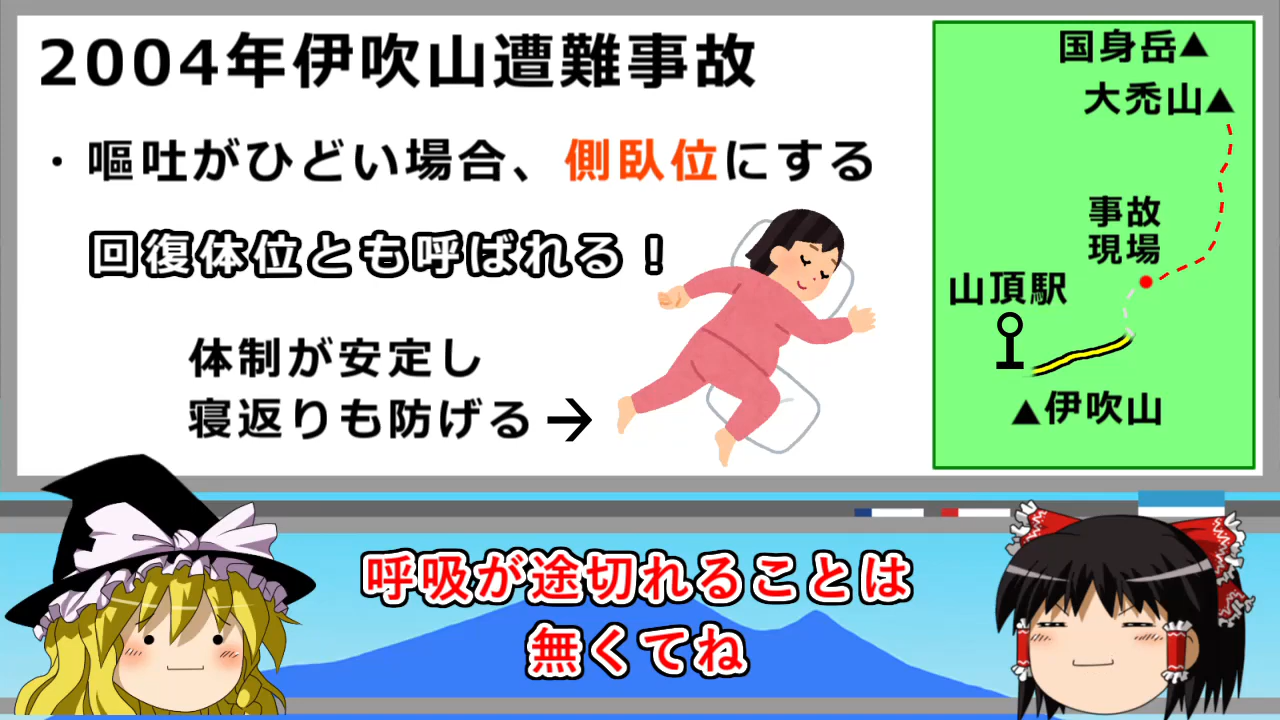 2004年伊吹山遭難事故
・嘔吐がひどい場合、側臥位にする
回復体位とも呼ばれる！
体制が安定し
寝返りも防げる→
国身岳▲
大禿山▲
事故
現場
山頂駅
▲伊吹山
呼吸が途切れることは
無くてね